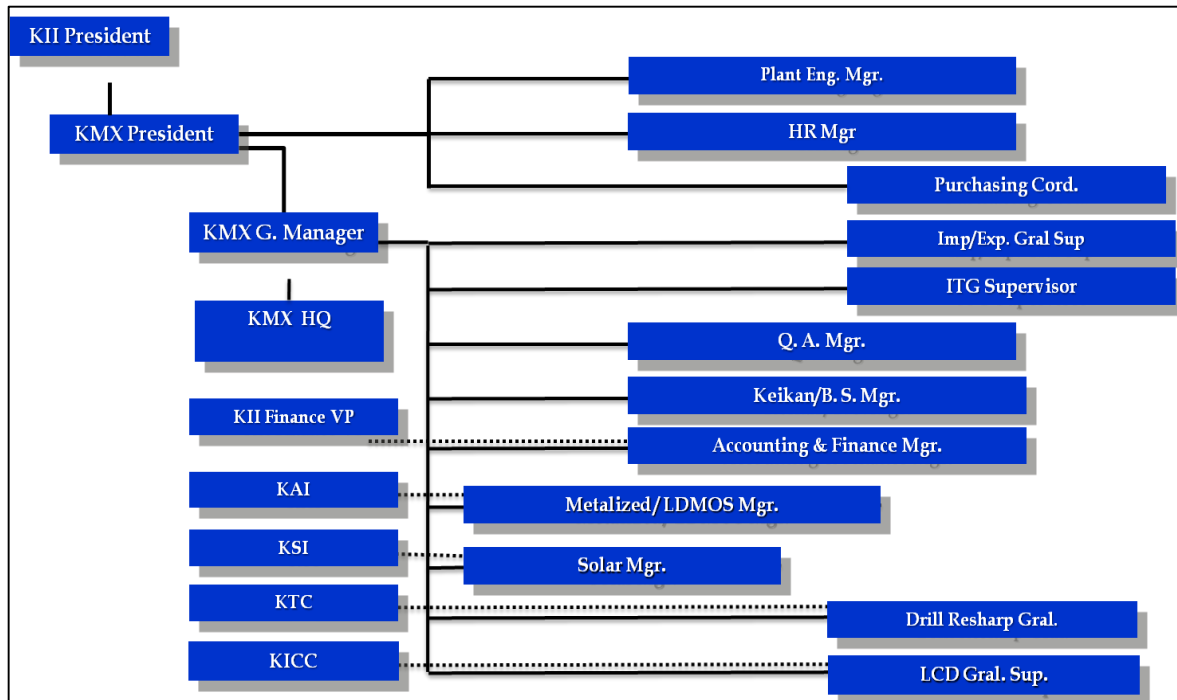 KII President
Plant Eng. Mgr.
KMX President
HR Mgr
Purchasing Cord.
KMX G. Manager
Imp/Exp. Gral Sup
ITG Supervisor
KMX HQ
Q. A. Mgr.
Keikan/B. S. Mgr.
KII Finance VP
Accounting & Finance Mgr.
KAI
Metalized/ LDMOS Mgr.
KSI
Solar Mgr.
KTC
Drill Resharp Gral.
KICC
LCD Gral. Sup.